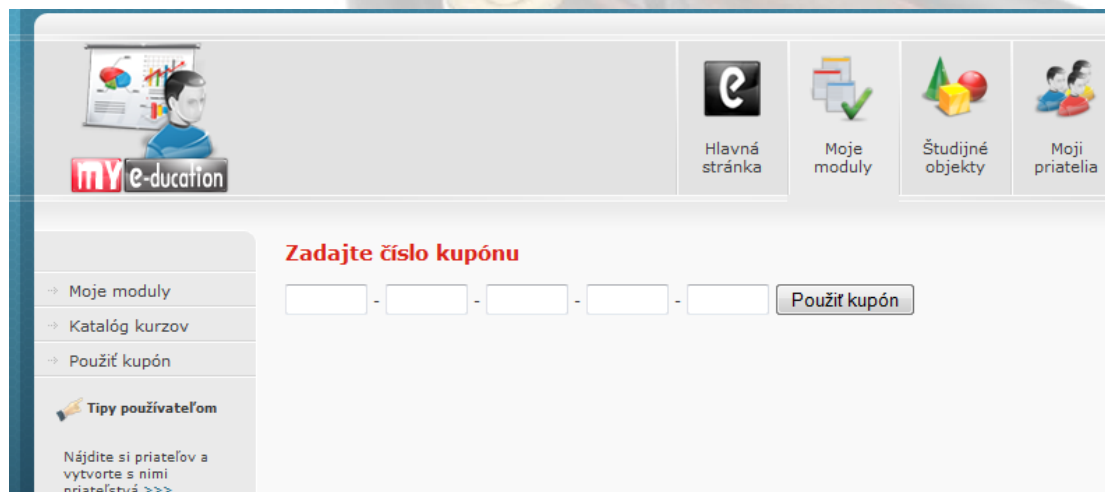 mY e-ducation
Hlavná
stránka
Moje
moduly
Študijné
objekty
Moji
priatelia
Moje moduly
Katalóg kurzov
Použiť kupón
Tipy používateľom
Nájdite si priateľov a
vytvorte s nimi
priateľstvá >>>
Zadajte číslo kupónu
- - - - Použiť kupón